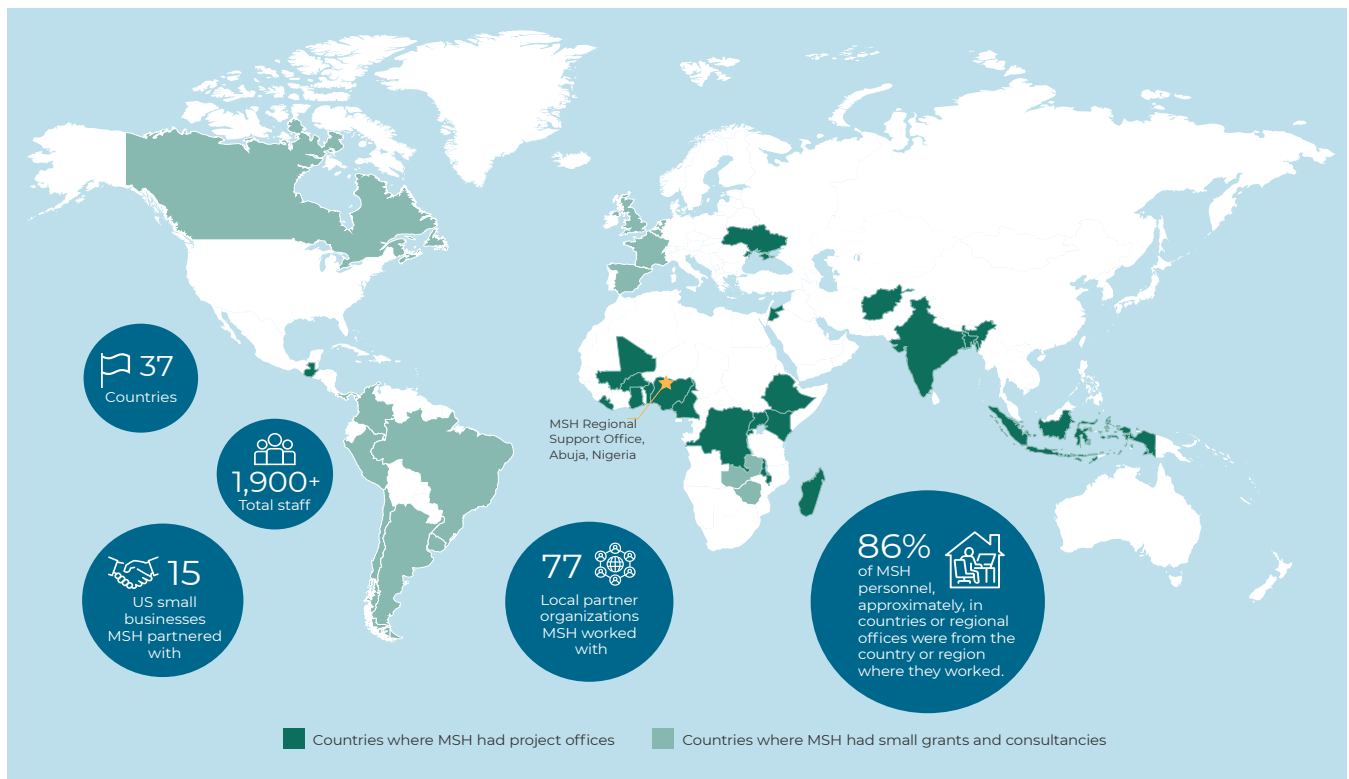 37
Countries
1,900+
Total staff
15
US small
businesses
MSH partnered
with
MSH Regional
Support Office,
Abuja, Nigeria
77
Local partner
organizations
MSH worked
with
86%
of MSH
personnel,
approximately, in
countries or regional
offices were from the
country or region
where they worked.
Countries where MSH had project offices
Countries where MSH had small grants and consultancies